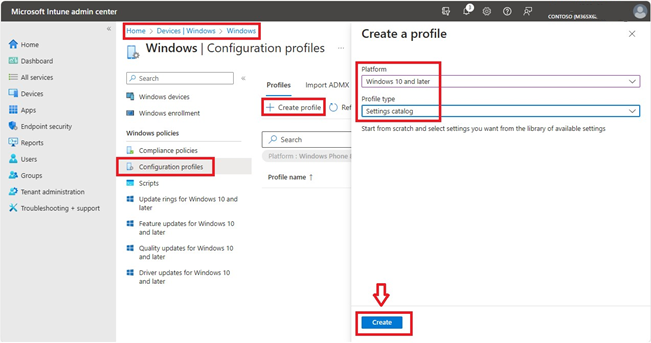 Microsoft Intune admin center
1
CONTOSO (M365X6
Home
Dashboard
All services
Devices
Apps
Endpoint security
Reports
Users
Groups
Tenant administration
Troubleshooting + support
Home > Devices | Windows > Windows
Windows | Configuration profiles
...
Search
Windows devices
Windows enrollment
Windows policies
Compliance policies
Configuration profiles
Scripts
Update rings for Windows 10 and
later
Feature updates for Windows 10
and later
Quality updates for Windows 10
and later
Driver updates for Windows 10
and later
Profiles
Import ADMX
+ Create profile
Ref
Search
Platform : Windows Phone
Profile name ↑
Create a profile
Platform
Windows 10 and later
Profile type
Settings catalog
Start from scratch and select settings you want from the library of available settings
Create